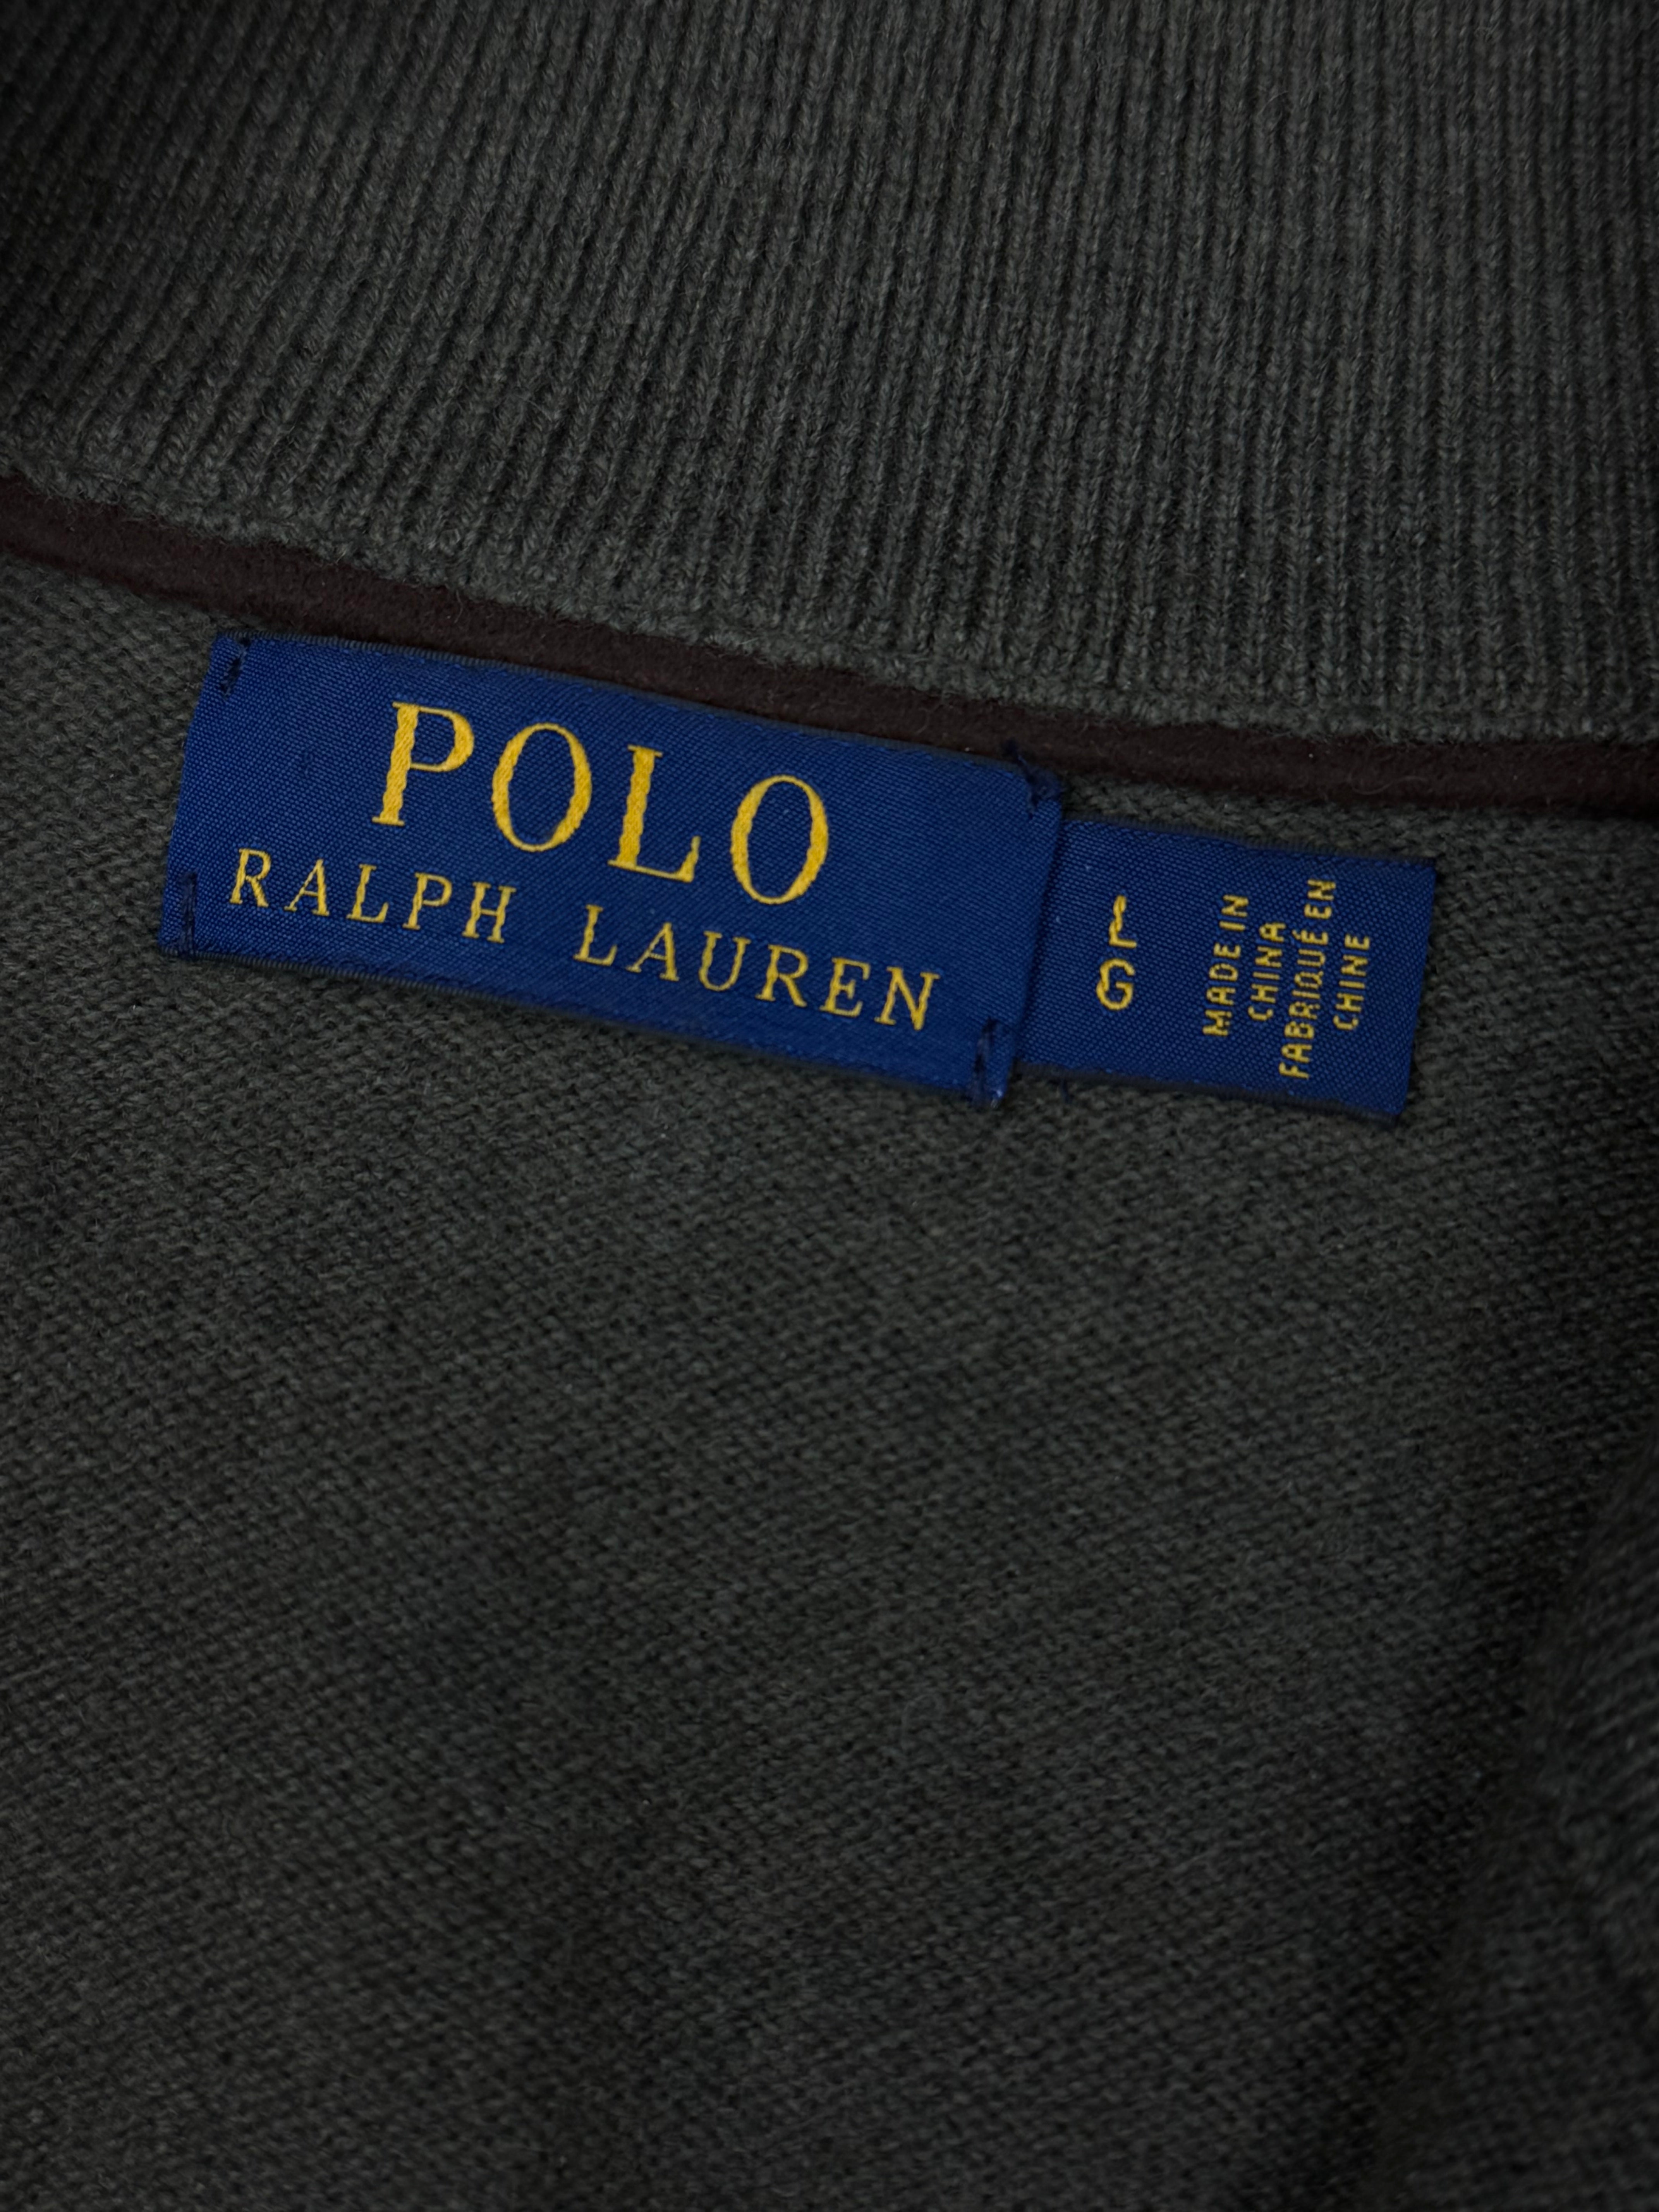 POLO
RALPH LAUREN
L
G
MADE IN
CHINA
FABRIQUÉ EN
CHINE